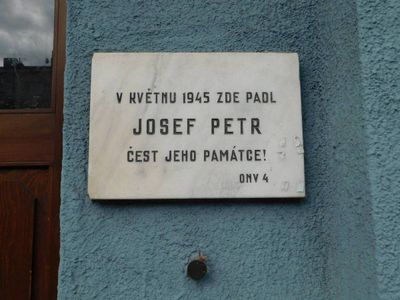 V KVĚTNU 1945 ZDE PADL
JOSEF PETR
ČEST JEHO PAMÁTCE!
ONV 4